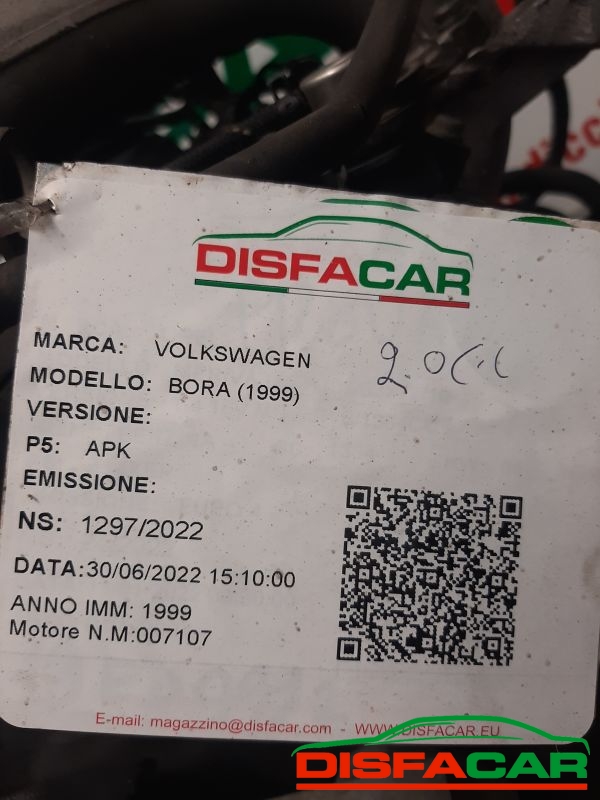 DISFACAR
MARCA: VOLKSWAGEN
2.0 C.C
MODELLO: BORA (1999)
VERSIONE:
P5: APK
EMISSIONE:
NS: 1297/2022
DATA:30/06/2022 15:10:00
ANNO IMM: 1999
Motore N.M:007107
E-mail: magazzino@disfacar.com - WWW.DISFACAR.EU
DISFACAR